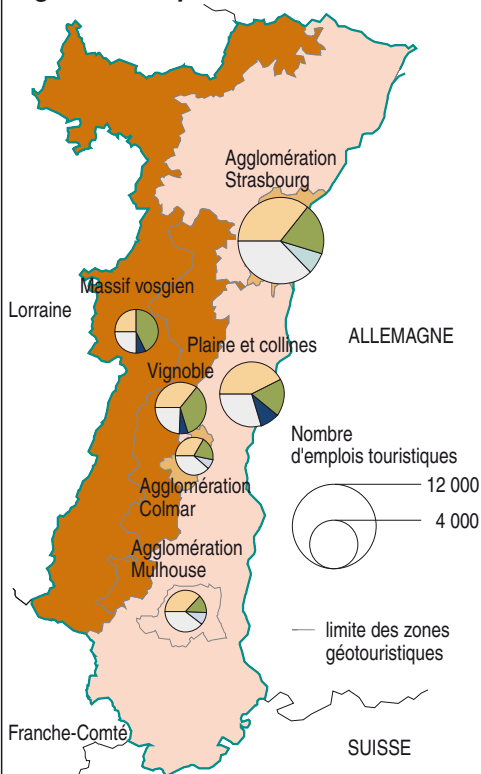 Agglomération
Strasbourg
Massif vosgien
Lorraine
ALLEMAGNE
Plaine et collines
Vignoble
Nombre
d'emplois touristiques
12 000
4 000
Agglomération
Colmar
Agglomération
Mulhouse
limite des zones
géotouristiques
Franche-Comté
SUISSE